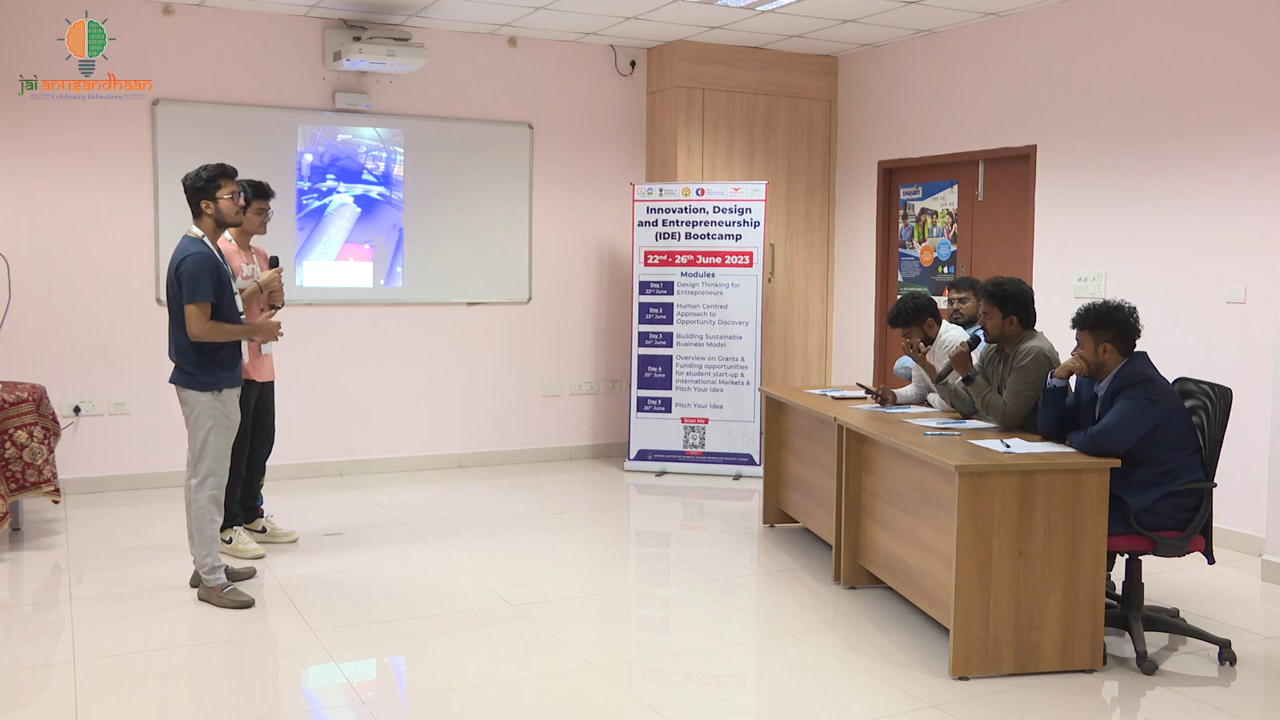 jai anusandhaan
Celebrating Indovations
Innovation, Design
and Entrepreneurship
(IDE) Bootcamp
22nd - 26th June 2023
Modules
Day 1
22nd June
Design Thinking for
Entrepreneurs
Day 2
23rd June
Human Centred
Approach to
Opportunity Discovery
Day 3
24th June
Building Sustainable
Business Model
Day 4
25th June
Overview on Grants &
Funding opportunities
for student start-up &
International Markets &
Pitch Your Idea
Day 5
26th June
Pitch Your Idea
Scan Me